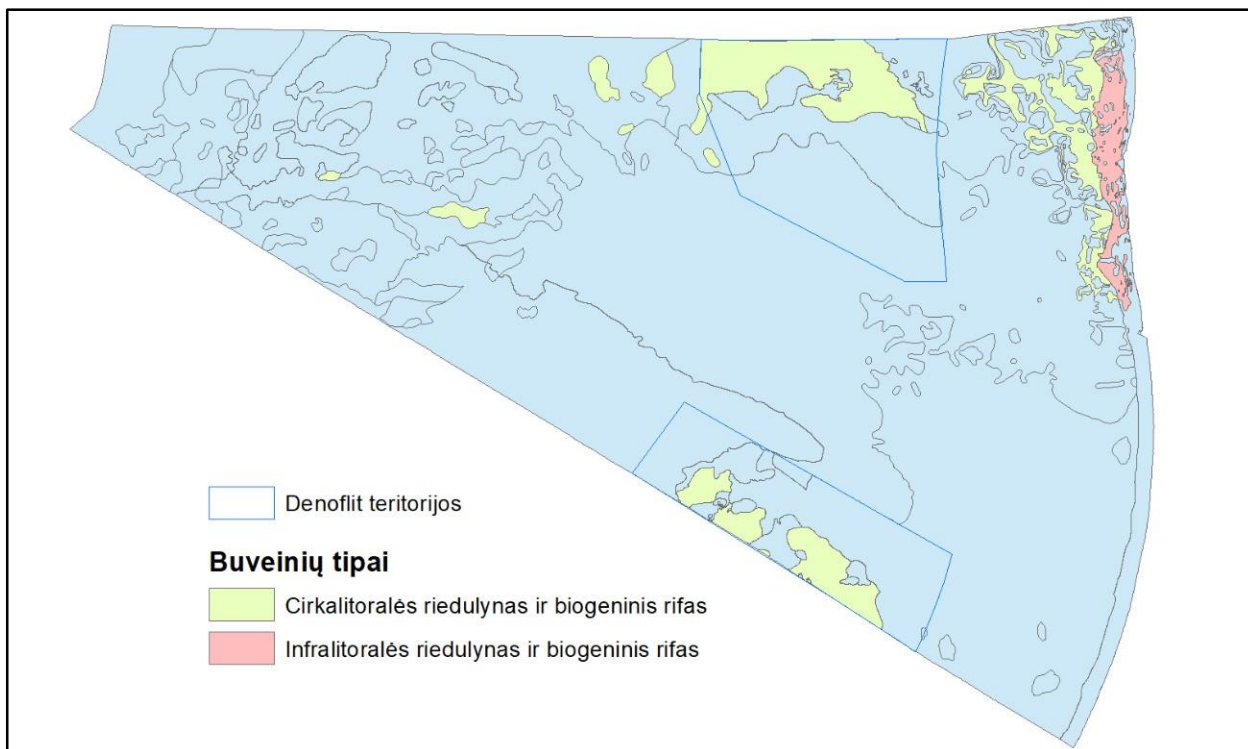 Denoflit teritorijos
Buveinių tipai
Cirkalitoralės riedulynas ir biogeninis rifas
Infralitoralės riedulynas ir biogeninis rifas